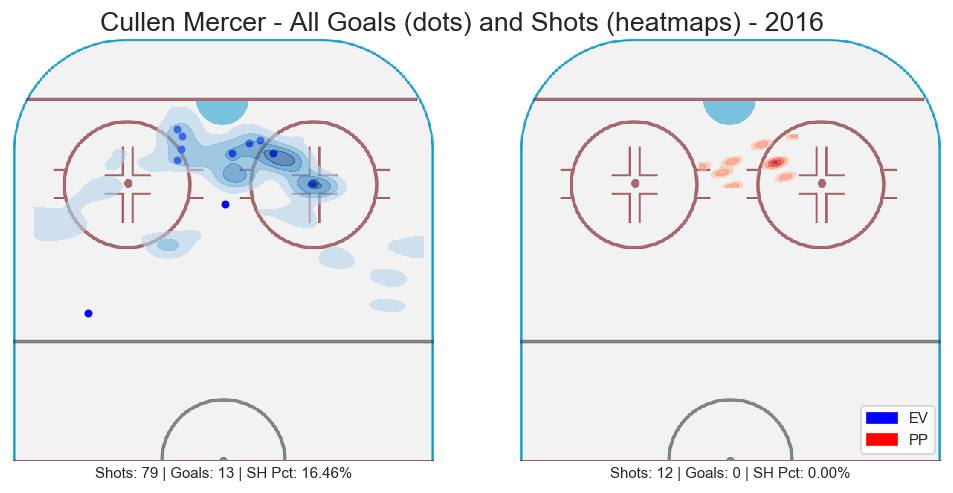 Cullen Mercer - All Goals (dots) and Shots (heatmaps) - 2016
EV
PP
Shots: 79 | Goals: 13 | SH Pct: 16.46%
Shots: 12 | Goals: 0 | SH Pct: 0.00%